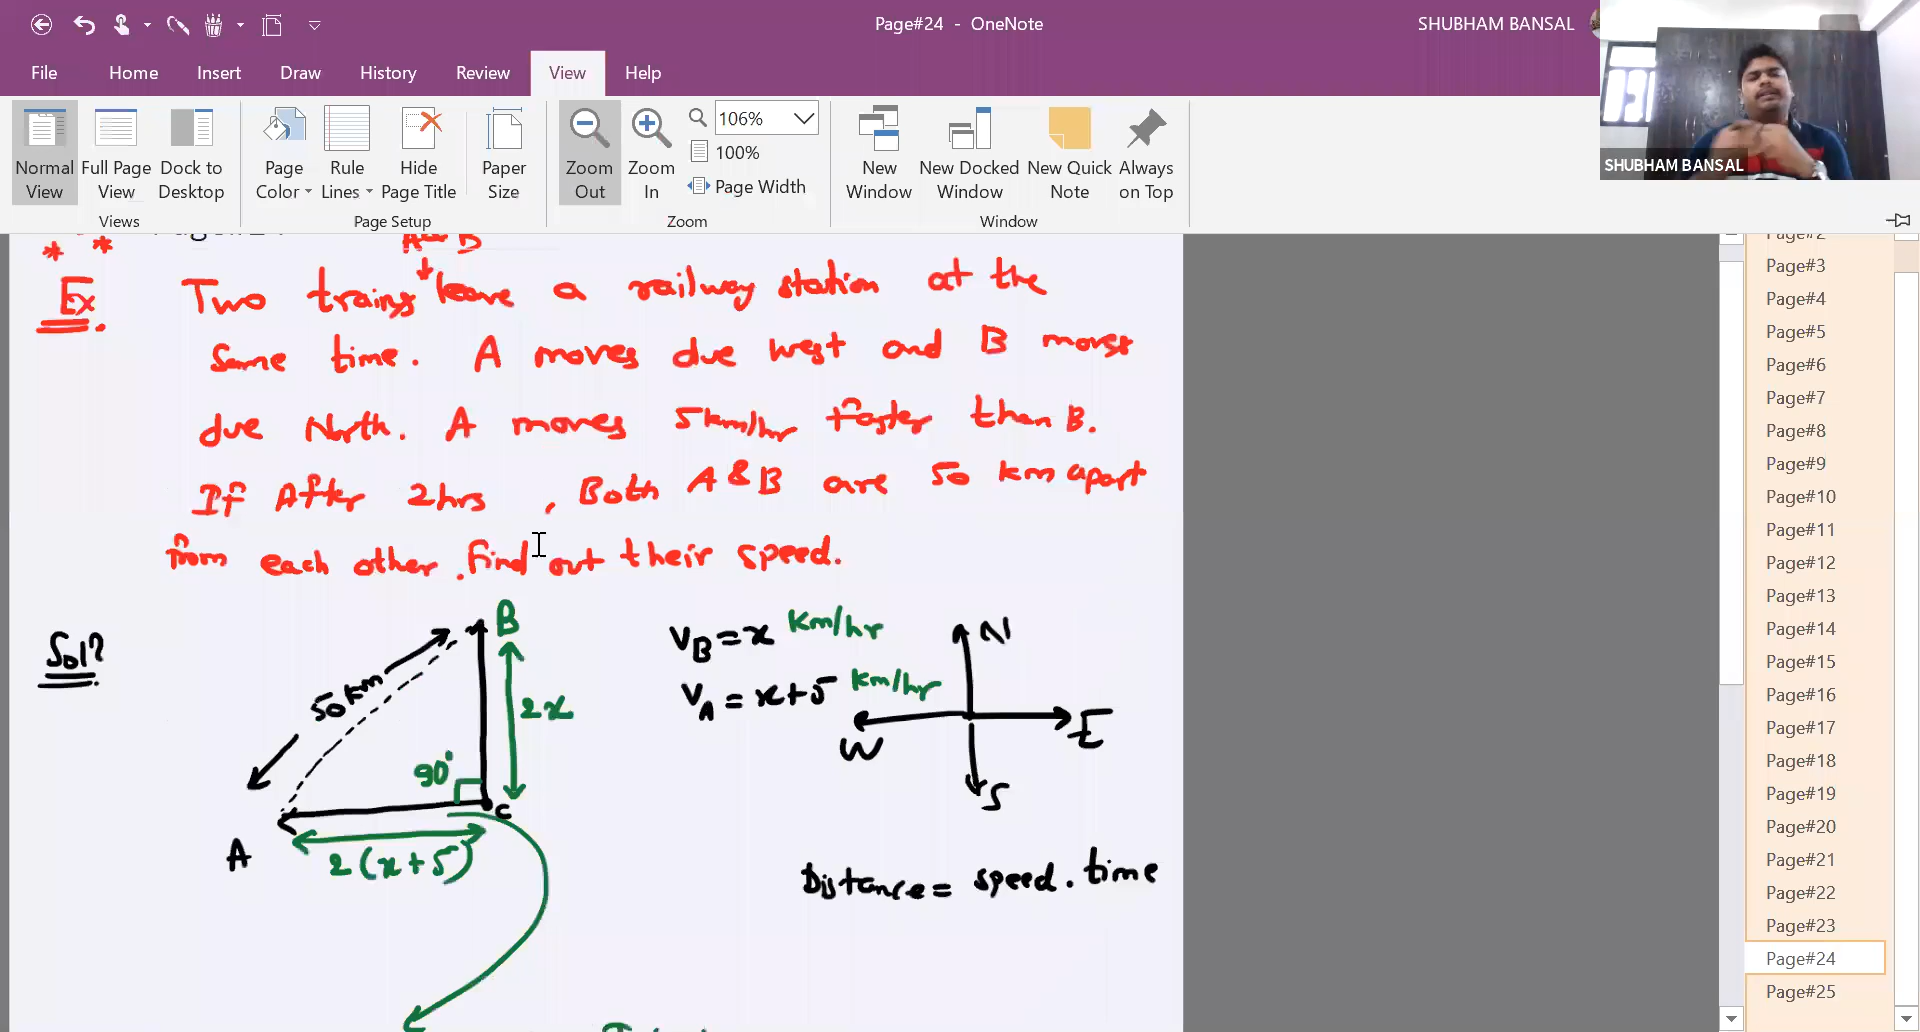 Page#24 - OneNote
SHUBHAM BANSAL
File Home Insert Draw History Review View Help
Normal View
Full Page View
Dock to Desktop
Views
Page Color
Rule Lines
Hide Page Title
Paper Size
Page Setup
Zoom Out
Zoom In
106%
100%
Page Width
Zoom
New Window
New Docked Window
New Quick Note
Always on Top
Window
SHUBHAM BANSAL
Ex. Two trains leave a railway station at the
same time. A moves due west and B moves
due North. A moves 5km/hr faster than B.
If After 2hrs, Both A & B are 50 km apart
from each other. Find out their speed.
Sol?
B
50 km
2x
90°
C
A
2(x+5)
VB = x km/hr
VA = x+5 km/hr
N
W
E
S
Distance = speed. time
Page#2
Page#3
Page#4
Page#5
Page#6
Page#7
Page#8
Page#9
Page#10
Page#11
Page#12
Page#13
Page#14
Page#15
Page#16
Page#17
Page#18
Page#19
Page#20
Page#21
Page#22
Page#23
Page#24
Page#25